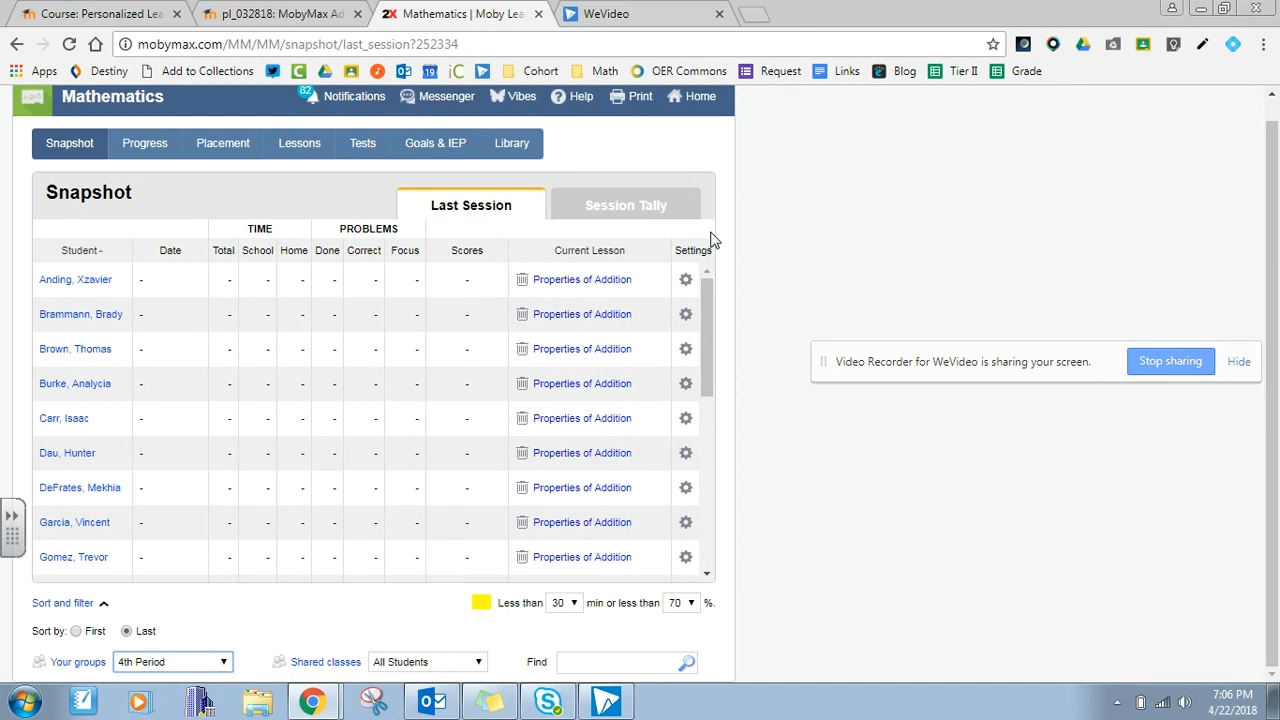 Course: Personalized Lea
pl_032818: MobyMax Ad
2X Mathematics | Moby Lea
WeVideo
mobymax.com/MM/MM/snapshot/last_session?252334
Apps Destiny Add to Collections 19 iC Cohort Math OER Commons Request Links Blog Tier II Grade
Mathematics 82 Notifications Messenger Vibes Help Print Home
Snapshot Progress Placement Lessons Tests Goals & IEP Library
Snapshot Last Session Session Tally
TIME PROBLEMS
Student Date Total School Home Done Correct Focus Scores Current Lesson Settings
Anding, Xzavier - - - - - - - - Properties of Addition
Brammann, Brady - - - - - - - - Properties of Addition
Brown, Thomas - - - - - - - - Properties of Addition
Video Recorder for WeVideo is sharing your screen. Stop sharing Hide
Burke, Analycia - - - - - - - - Properties of Addition
Carr, Isaac - - - - - - - - Properties of Addition
Dau, Hunter - - - - - - - - Properties of Addition
DeFrates, Mekhia - - - - - - - - Properties of Addition
Garcia, Vincent - - - - - - - - Properties of Addition
Gomez, Trevor - - - - - - - - Properties of Addition
Sort and filter Less than 30 min or less than 70 %.
Sort by: First Last
Your groups 4th Period Shared classes All Students Find
7:06 PM
4/22/2018